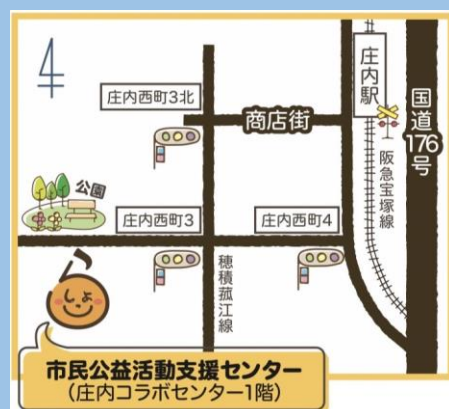 庄内駅
国道176号
庄内西町3北
商店街
阪急宝塚線
公園
庄内西町3
庄内西町4
穂積菰江線
しょ
市民公益活動支援センター
(庄内コラボセンター1階)